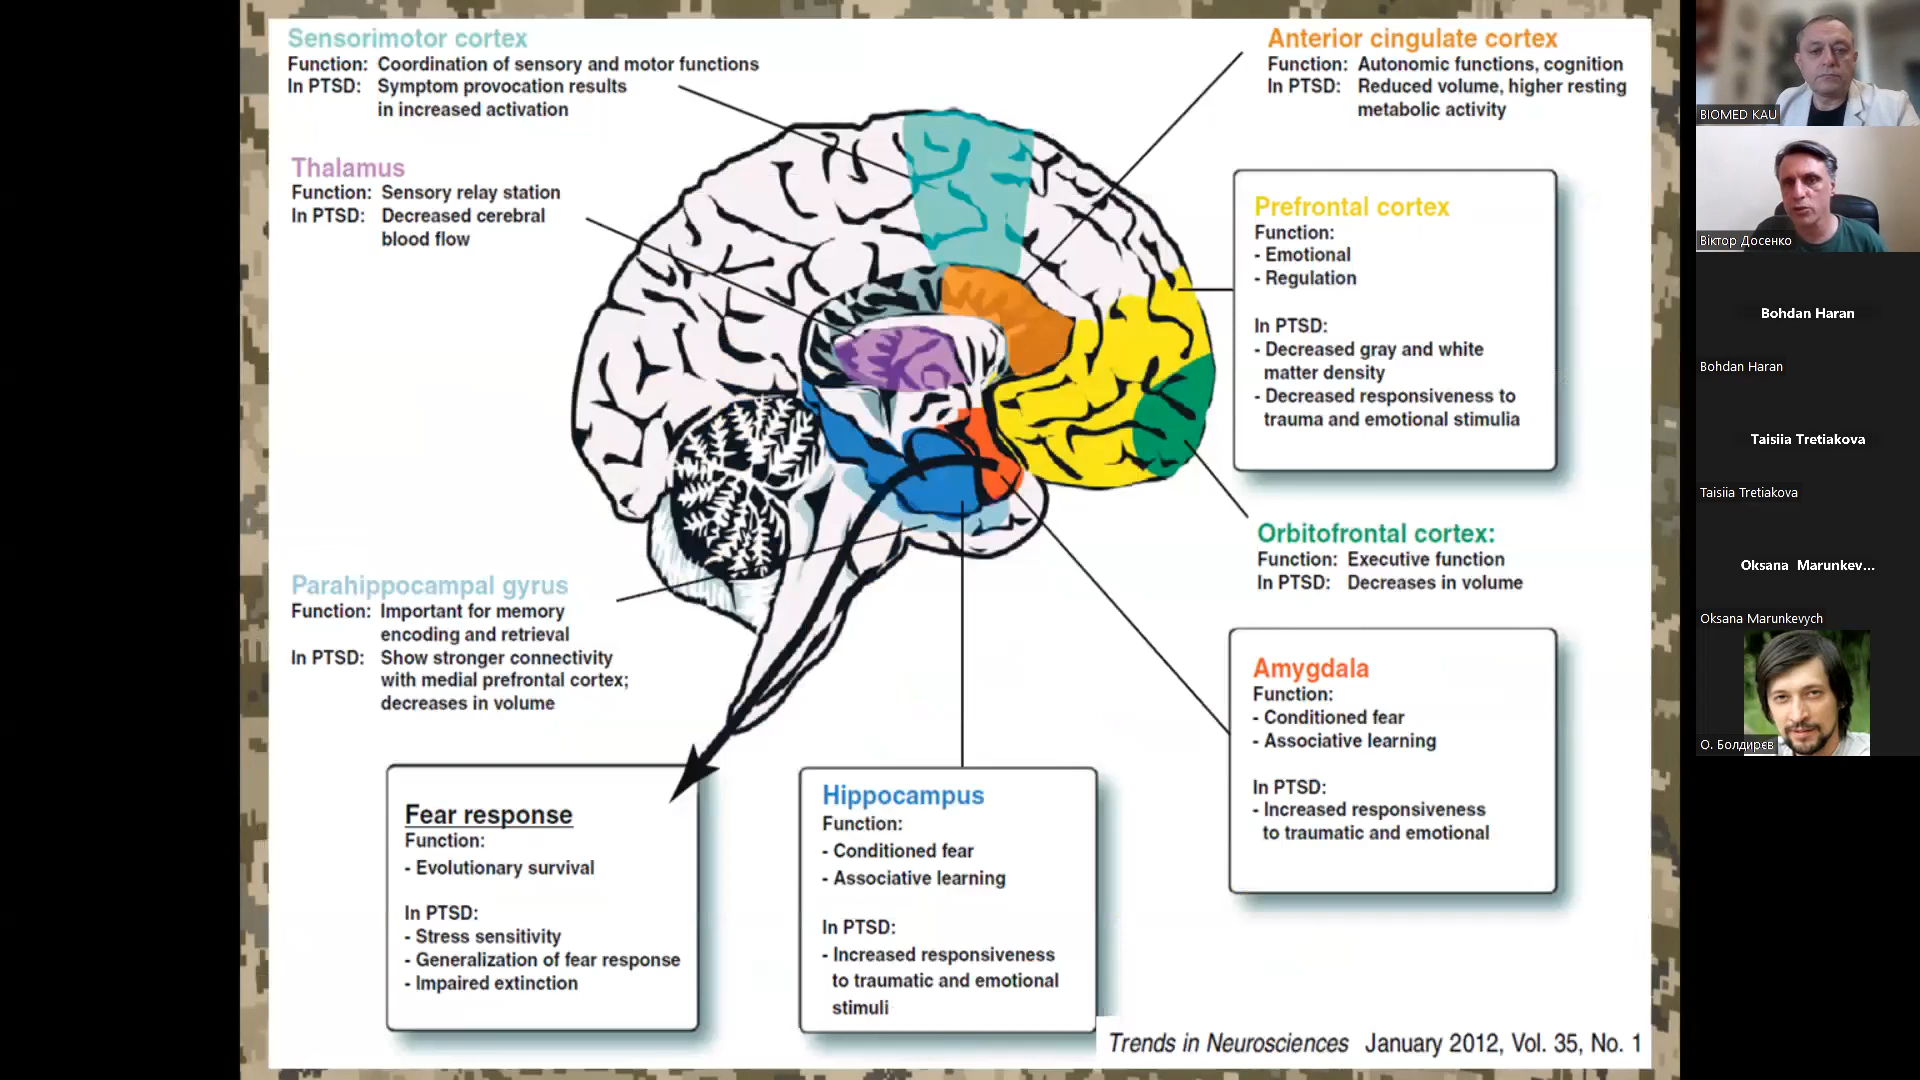 Sensorimotor cortex
Function: Coordination of sensory and motor functions
In PTSD: Symptom provocation results
in increased activation
Thalamus
Function: Sensory relay station
In PTSD: Decreased cerebral
blood flow
Anterior cingulate cortex
Function: Autonomic functions, cognition
In PTSD: Reduced volume, higher resting
metabolic activity
Prefrontal cortex
Function:
- Emotional
- Regulation
In PTSD:
- Decreased gray and white
matter density
- Decreased responsiveness to
trauma and emotional stimulia
Orbitofrontal cortex:
Function: Executive function
In PTSD: Decreases in volume
Parahippocampal gyrus
Function: Important for memory
encoding and retrieval
In PTSD: Show stronger connectivity
with medial prefrontal cortex;
decreases in volume
Amygdala
Function:
- Conditioned fear
- Associative learning
In PTSD:
- Increased responsiveness
to traumatic and emotional
Fear response
Function:
- Evolutionary survival
In PTSD:
- Stress sensitivity
- Generalization of fear response
- Impaired extinction
Hippocampus
Function:
- Conditioned fear
- Associative learning
In PTSD:
- Increased responsiveness
to traumatic and emotional
stimuli
Trends in Neurosciences January 2012, Vol. 35, No. 1
BIOMED KAU
Віктор Досенко
Bohdan Haran
Bohdan Haran
Taisiia Tretiakova
Taisiia Tretiakova
Oksana Marunkev...
Oksana Marunkevych
О. Болдирєв